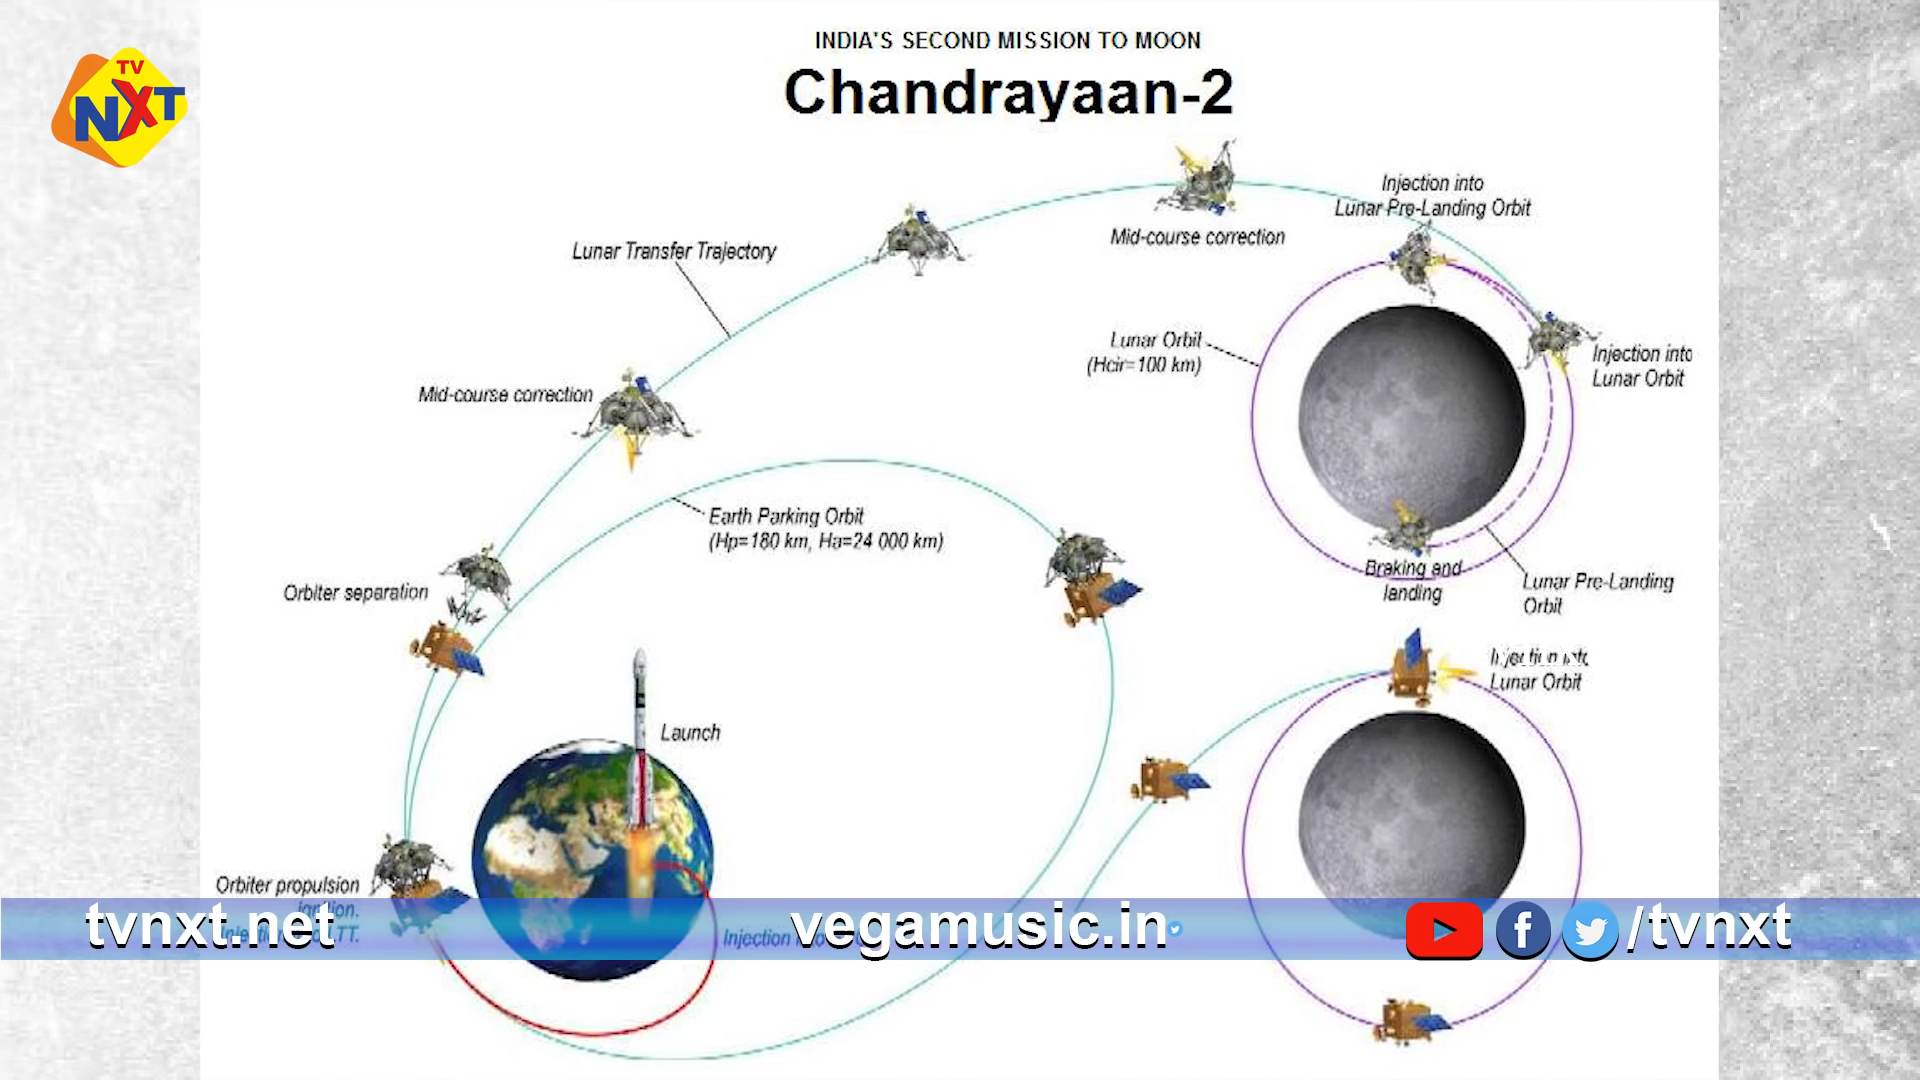 TV
NXT
INDIA'S SECOND MISSION TO MOON
Chandrayaan-2
Injection into
Lunar Pre-Landing Orbit
Mid-course correction
Lunar Transfer Trajectory
Lunar Orbit
(Hcir=100 km)
Injection into
Lunar Orbit
Mid-course correction
Earth Parking Orbit
(Hp=180 km, Ha=24 000 km)
Orbiter separation
Braking and
landing
Lunar Pre-Landing
Orbit
Injection into
Lunar Orbit
Launch
Orbiter propulsion
ignition.
Injection
tvnxt.net
vegamusic.in
/tvnxt